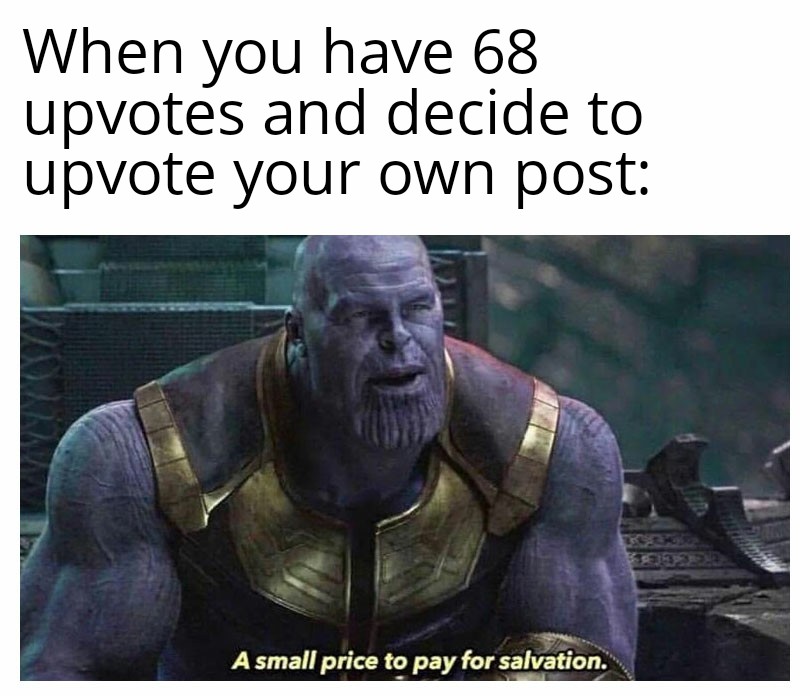 When you have 68
upvotes and decide to
upvote your own post:
A small price to pay for salvation.